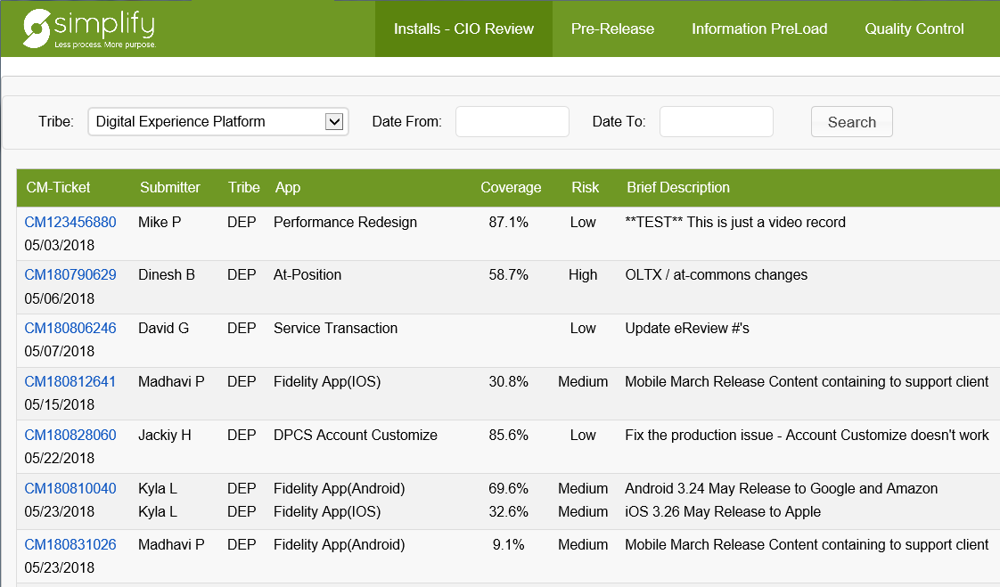 simplify
Less process. More purpose.
Installs - CIO Review Pre-Release Information PreLoad Quality Control
Tribe: Digital Experience Platform Date From: Date To: Search
CM-Ticket Submitter Tribe App Coverage Risk Brief Description
CM123456880 Mike P DEP Performance Redesign 87.1% Low **TEST** This is just a video record
05/03/2018
CM180790629 Dinesh B DEP At-Position 58.7% High OLTX / at-commons changes
05/06/2018
CM180806246 David G DEP Service Transaction Low Update eReview #'s
05/07/2018
CM180812641 Madhavi P DEP Fidelity App(IOS) 30.8% Medium Mobile March Release Content containing to support client
05/15/2018
CM180828060 Jackiy H DEP DPCS Account Customize 85.6% Low Fix the production issue - Account Customize doesn't work
05/22/2018
CM180810040 Kyla L DEP Fidelity App(Android) 69.6% Medium Android 3.24 May Release to Google and Amazon
05/23/2018 Kyla L DEP Fidelity App(IOS) 32.6% Medium iOS 3.26 May Release to Apple
CM180831026 Madhavi P DEP Fidelity App(Android) 9.1% Medium Mobile March Release Content containing to support client
05/23/2018